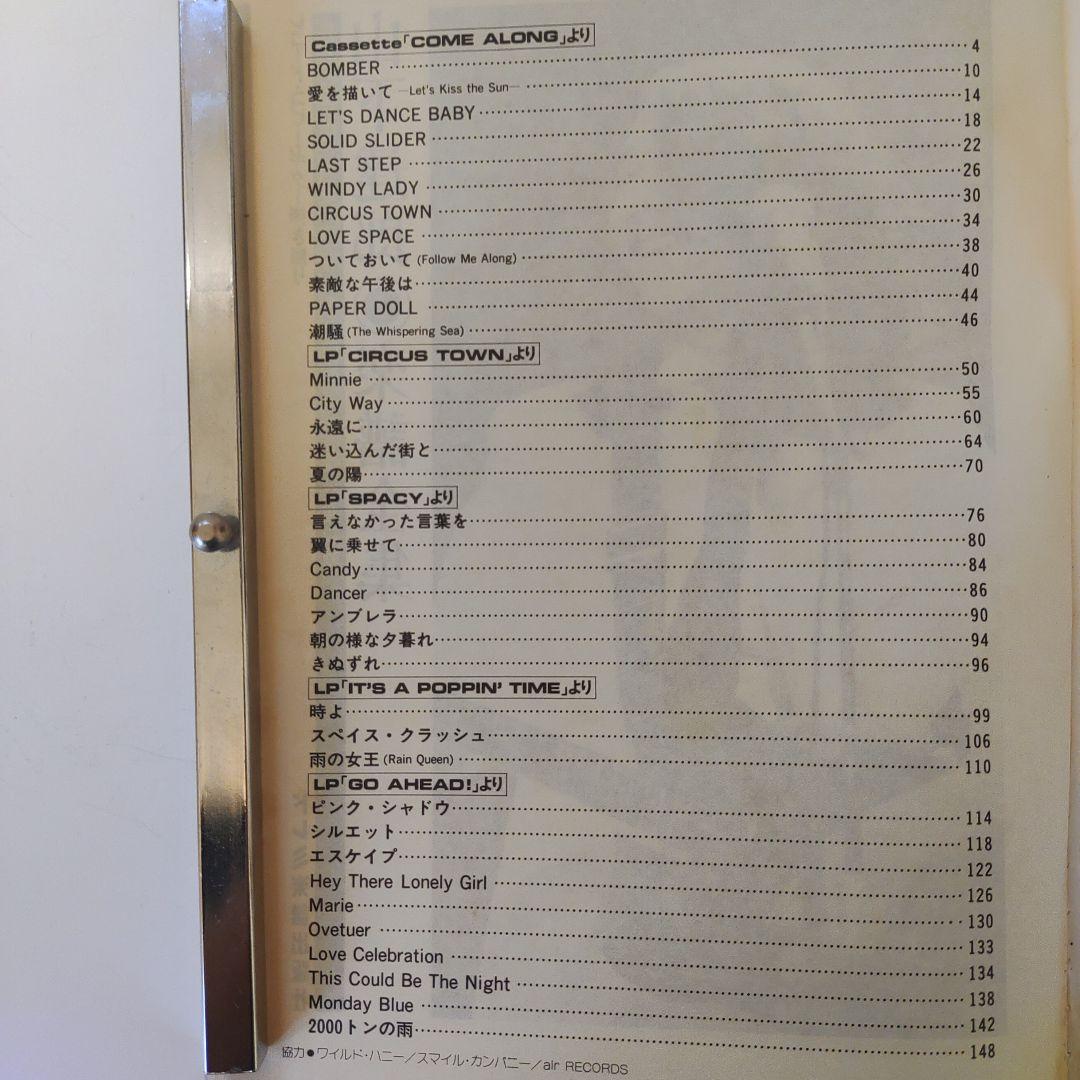 Cassette「COME ALONG」より
BOMBER ………… 4
愛を描いて —Let's Kiss the Sun— ………… 10
LET'S DANCE BABY ………… 14
SOLID SLIDER ………… 18
LAST STEP ………… 22
WINDY LADY ………… 26
CIRCUS TOWN ………… 30
LOVE SPACE ………… 34
ついておいて (Follow Me Along) ………… 38
素敵な午後は ………… 40
PAPER DOLL ………… 44
潮騒 (The Whispering Sea) ………… 46
LP「CIRCUS TOWN」より
Minnie ………… 50
City Way ………… 55
永遠に ………… 60
迷い込んだ街と ………… 64
夏の陽 ………… 70
LP「SPACY」より
言えなかった言葉を ………… 76
翼に乗せて ………… 80
Candy ………… 84
Dancer ………… 86
アンブレラ ………… 90
朝の様な夕暮れ ………… 94
きぬずれ ………… 96
LP「IT'S A POPPIN' TIME」より
時よ ………… 99
スペイス・クラッシュ ………… 106
雨の女王 (Rain Queen) ………… 110
LP「GO AHEAD!」より
ピンク・シャドウ ………… 114
シルエット ………… 118
エスケイプ ………… 122
Hey There Lonely Girl ………… 126
Marie ………… 130
Ovetuer ………… 133
Love Celebration ………… 134
This Could Be The Night ………… 138
Monday Blue ………… 142
2000トンの雨 ………… 148
協力●ワイルド・ハニー／スマイル・カンパニー／air RECORDS